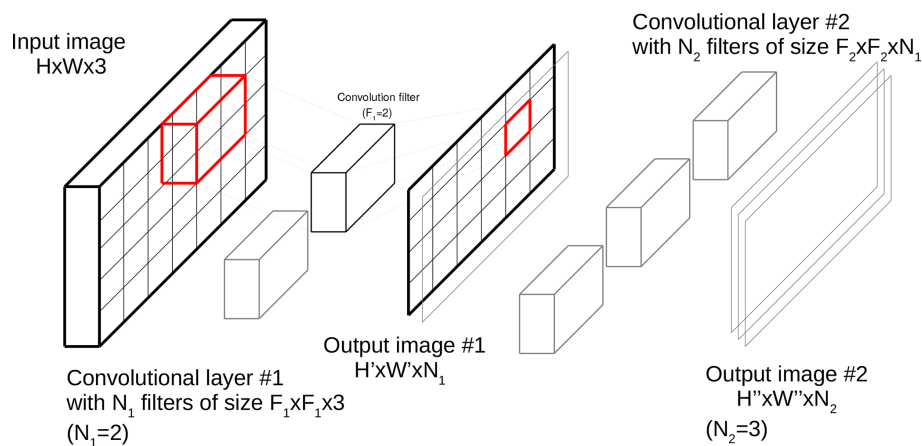 Input image
HxWx3
Convolution filter
(F₁=2)
Convolutional layer #2
with N₂ filters of size F₂xF₂xN₁
Output image #1
H'xW'xN₁
Convolutional layer #1
with N₁ filters of size F₁xF₁x3
(N₁=2)
Output image #2
H''xW''xN₂
(N₂=3)